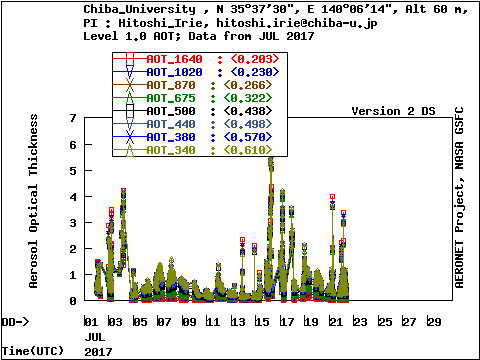 Chiba_University , N 35°37'30", E 140°06'14", Alt 60 m,
PI : Hitoshi_Irie, hitoshi.irie@chiba-u.jp
Level 1.0 AOT; Data from JUL 2017
AOT_1640 : <0.203>
AOT_1020 : <0.230>
AOT_870 : <0.266>
AOT_675 : <0.322>
AOT_500 : <0.438>
AOT_440 : <0.498>
AOT_380 : <0.570>
AOT_340 : <0.610>
Version 2 DS
Aerosol Optical Thickness
7
6
5
4
3
2
1
0
AERONET Project, NASA GSFC
DD-> 01 03 05 07 09 11 13 15 17 19 21 23 25 27 29
JUL
Time(UTC) 2017